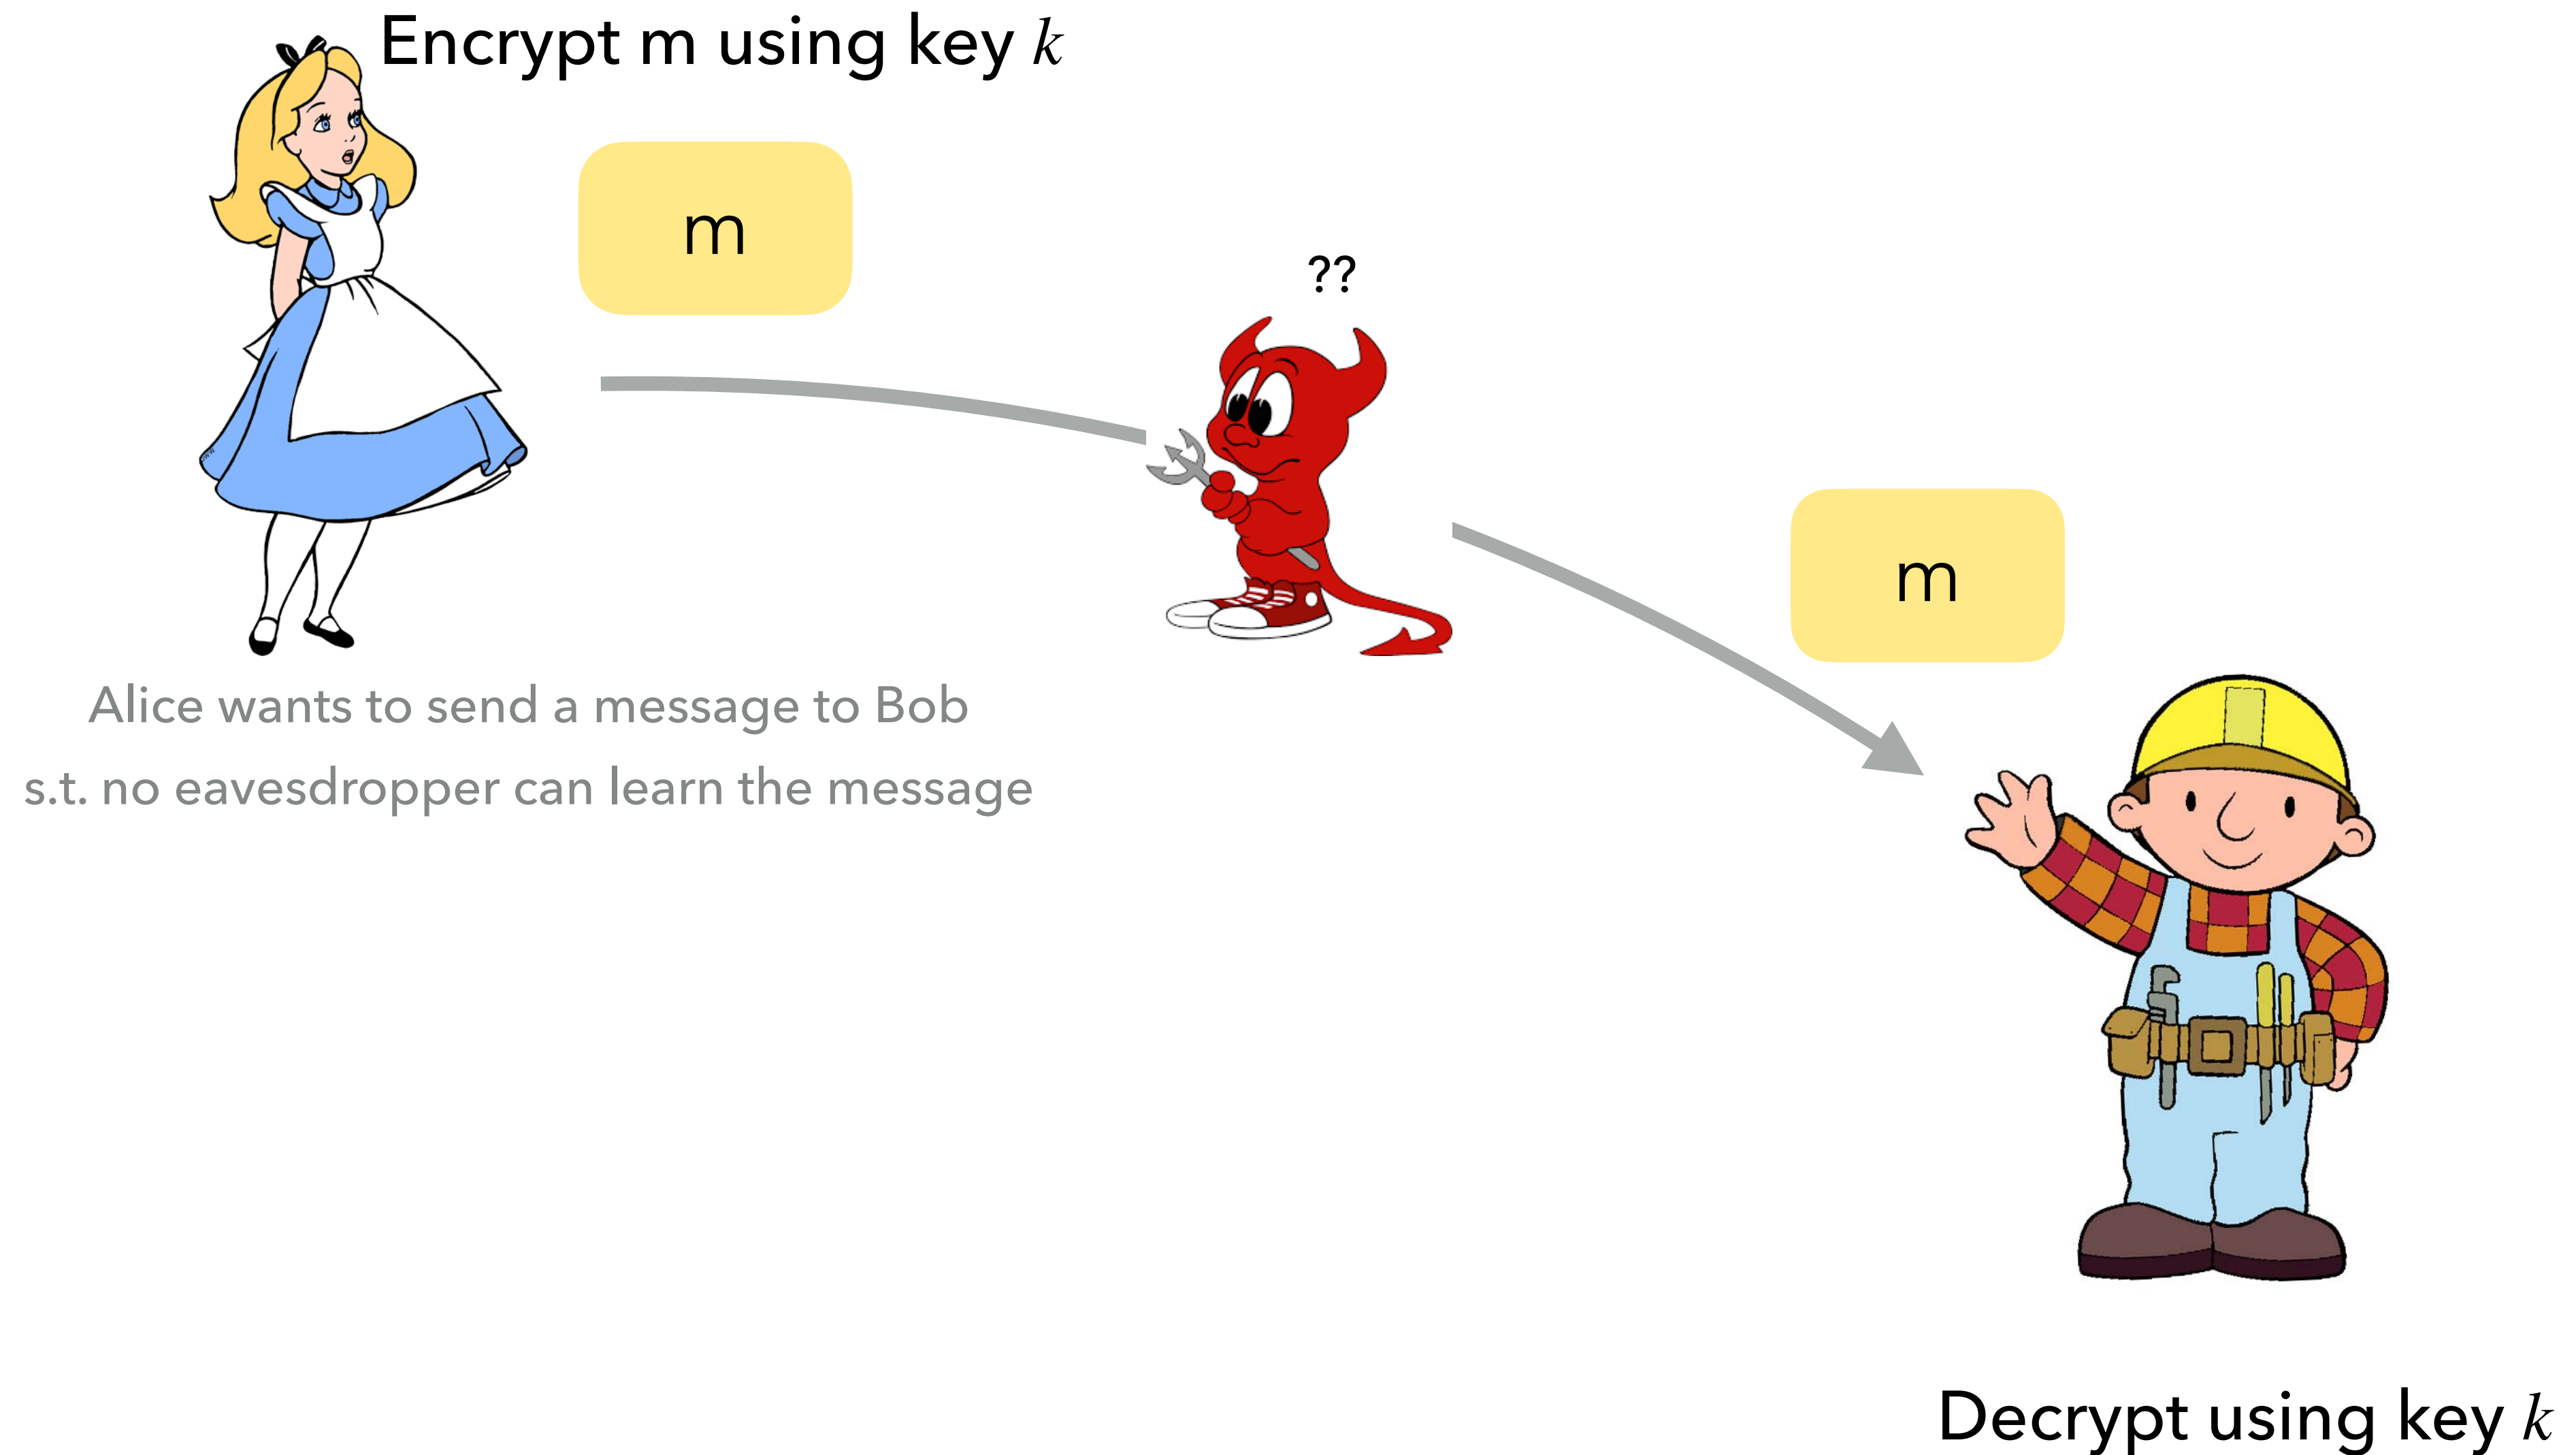 Encrypt m using key k
m
??
m
Alice wants to send a message to Bob
s.t. no eavesdropper can learn the message
Decrypt using key k